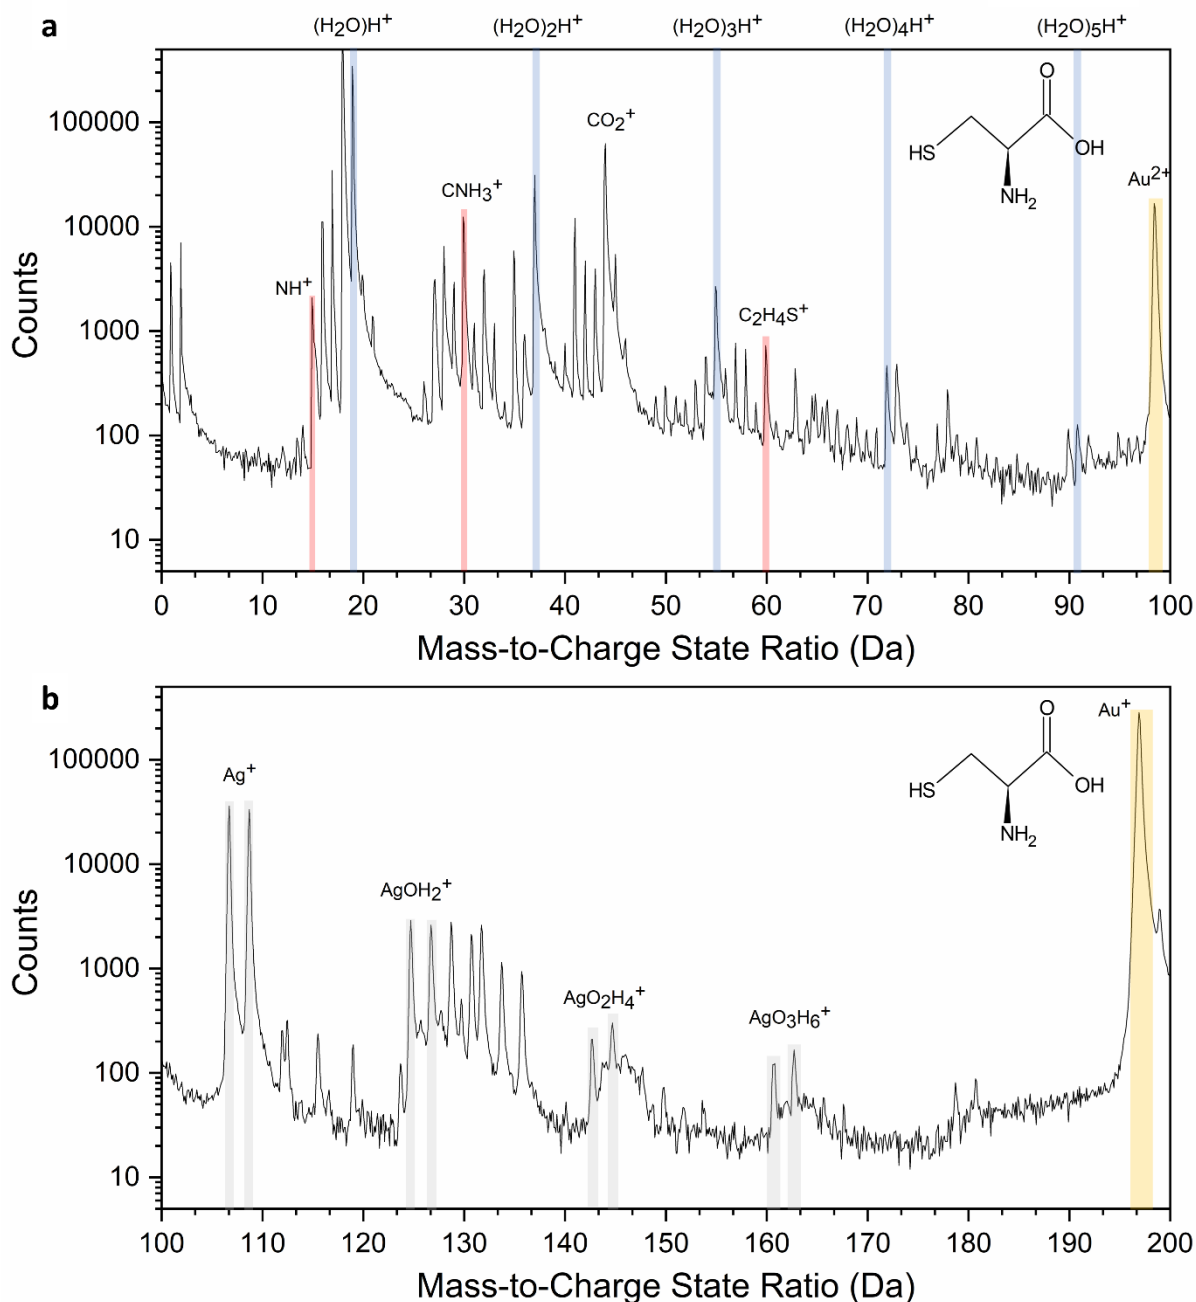 a
(H2O)H+ (H2O)2H+ (H2O)3H+ (H2O)4H+ (H2O)5H+
100000
10000
1000
100
10
Counts
NH+
CNH3+
CO2+
C2H4S+
Au2+
O
HS
OH
NH2
0 10 20 30 40 50 60 70 80 90 100
Mass-to-Charge State Ratio (Da)
b
100000
10000
1000
100
10
Counts
Ag+
AgOH2+
AgO2H4+
AgO3H6+
Au+
O
HS
OH
NH2
100 110 120 130 140 150 160 170 180 190 200
Mass-to-Charge State Ratio (Da)